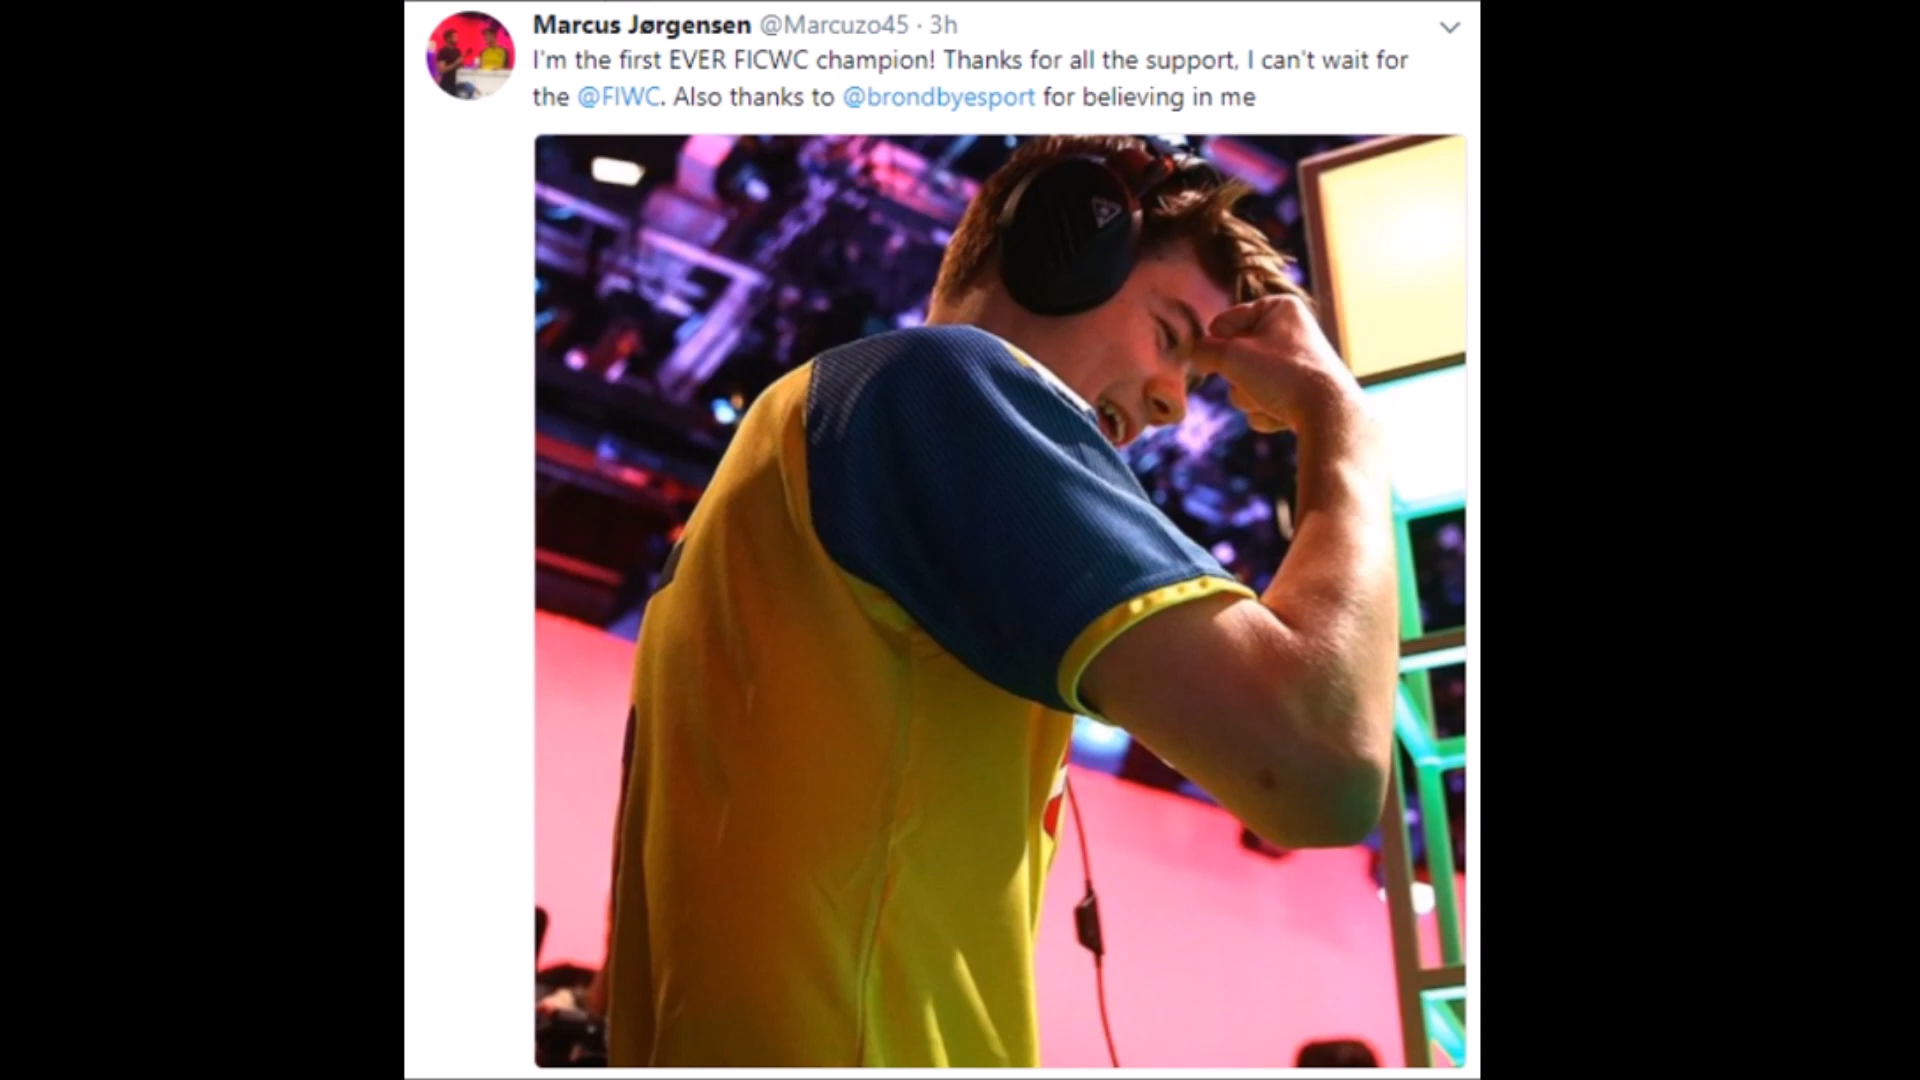 Marcus Jørgensen @Marcuzo45 · 3h
I'm the first EVER FICWC champion! Thanks for all the support, I can't wait for
the @FIWC. Also thanks to @brondbyesport for believing in me